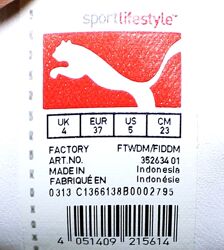 sportlifestyle™
UK EUR US CM
4 37 5 23
FACTORY FTWDM/FIDDM
ART.NO. 352634 01
MADE IN Indonesia
FABRIQUÉ EN Indonésie
0313 C1366138B0002795
4 051409 215614